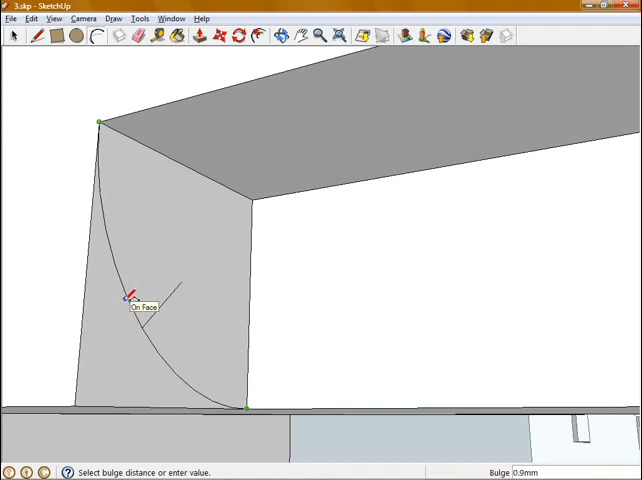 3.skp - SketchUp
File Edit View Camera Draw Tools Window Help
On Face
Select bulge distance or enter value.
Bulge 0.9mm